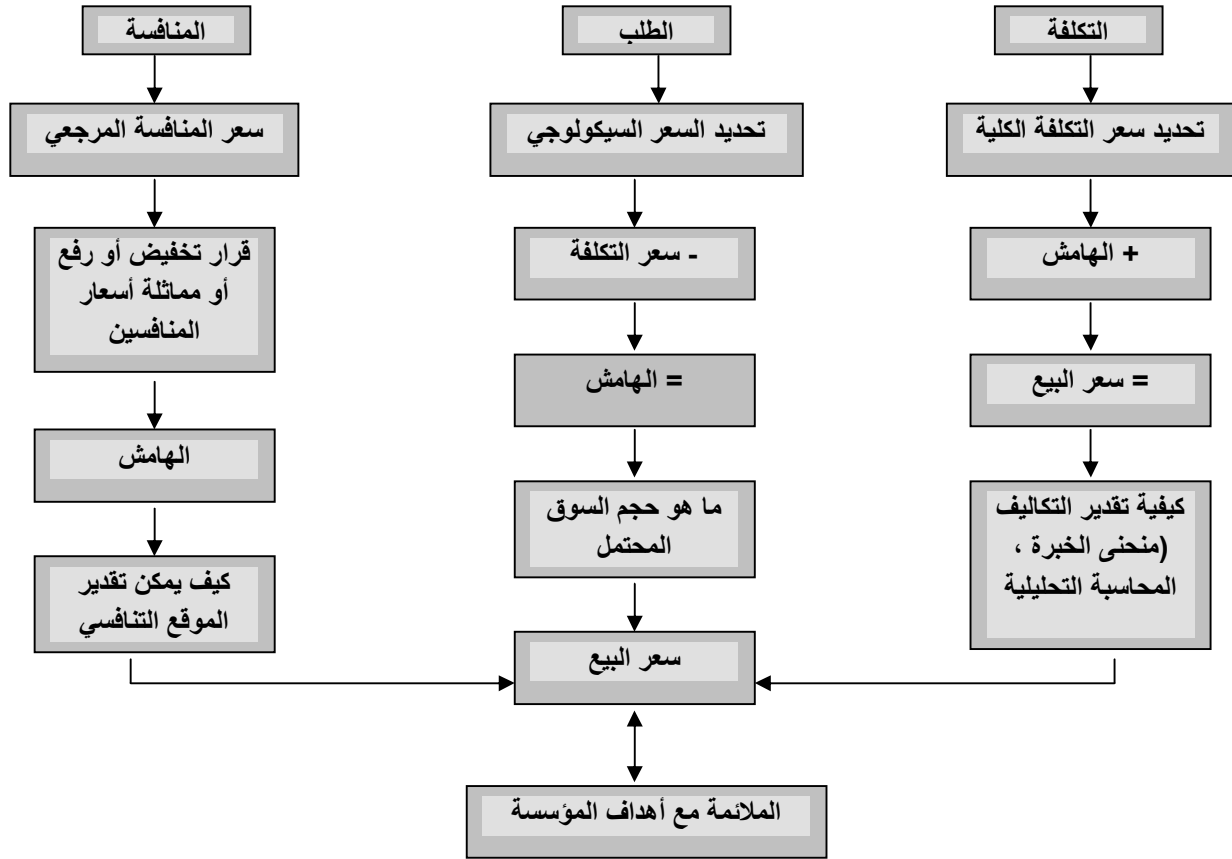 التكلفة
تحديد سعر التكلفة الكلية
+ الهامش
= سعر البيع
كيفية تقدير التكاليف
(منحنى الخبرة ،
المحاسبة التحليلية
الطلب
تحديد السعر السيكولوجي
- سعر التكلفة
= الهامش
ما هو حجم السوق
المحتمل
المنافسة
سعر المنافسة المرجعي
قرار تخفيض أو رفع
أو مماثلة أسعار
المنافسين
الهامش
كيف يمكن تقدير
الموقع التنافسي
سعر البيع
الملائمة مع أهداف المؤسسة